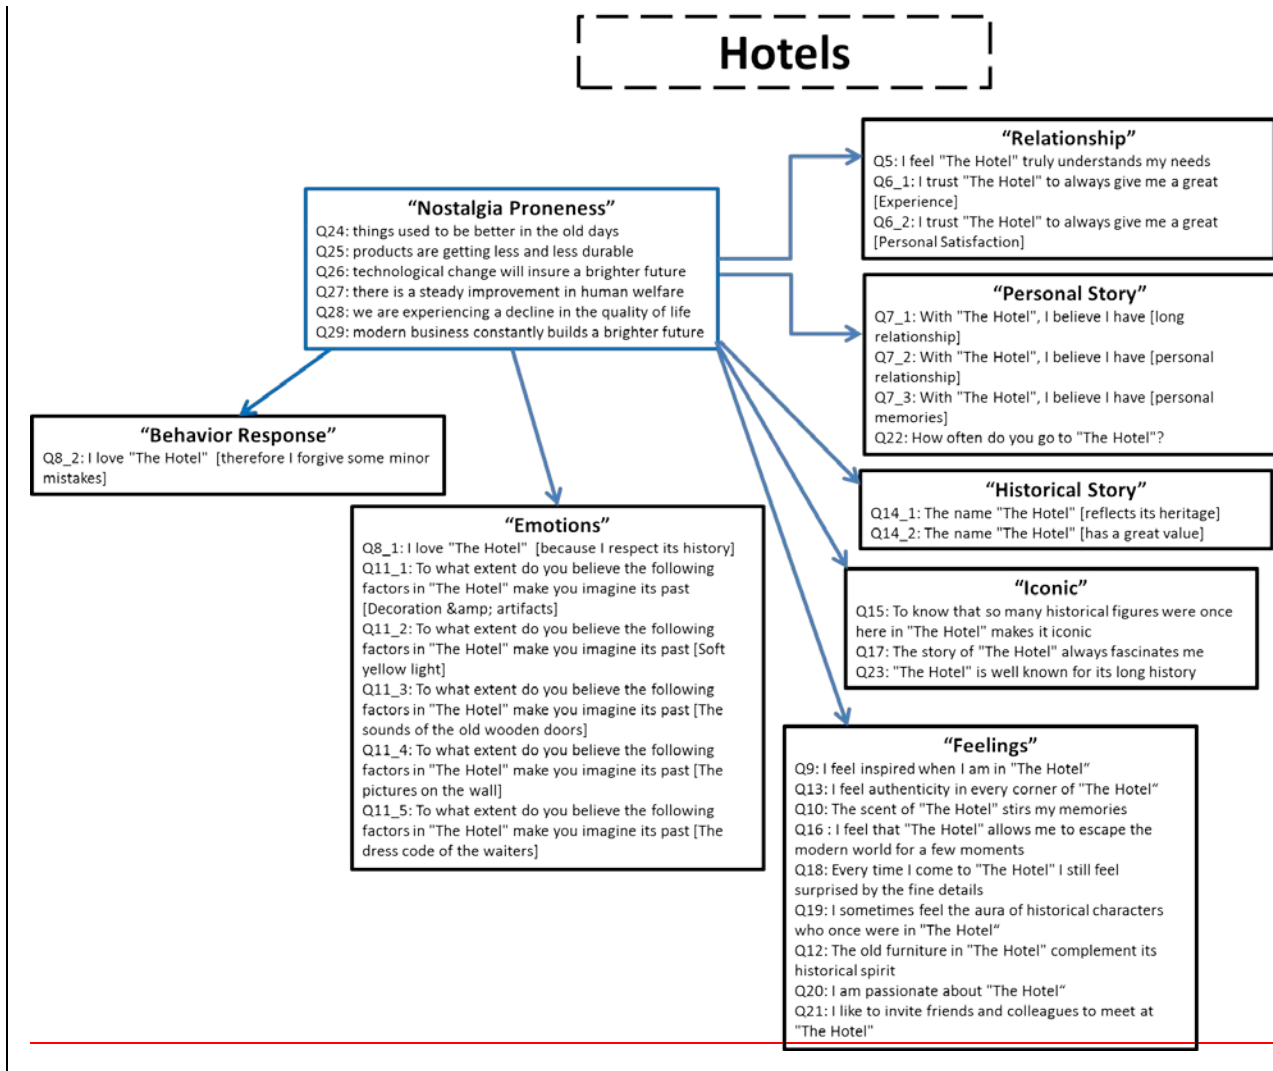 Hotels
“Relationship”
Q5: I feel "The Hotel" truly understands my needs
Q6_1: I trust "The Hotel" to always give me a great
[Experience]
Q6_2: I trust "The Hotel" to always give me a great
[Personal Satisfaction]
“Nostalgia Proneness”
Q24: things used to be better in the old days
Q25: products are getting less and less durable
Q26: technological change will insure a brighter future
Q27: there is a steady improvement in human welfare
Q28: we are experiencing a decline in the quality of life
Q29: modern business constantly builds a brighter future
“Personal Story”
Q7_1: With "The Hotel", I believe I have [long
relationship]
Q7_2: With "The Hotel", I believe I have [personal
relationship]
Q7_3: With "The Hotel", I believe I have [personal
memories]
Q22: How often do you go to "The Hotel"?
“Behavior Response”
Q8_2: I love "The Hotel"  [therefore I forgive some minor
mistakes]
“Historical Story”
Q14_1: The name "The Hotel" [reflects its heritage]
Q14_2: The name "The Hotel" [has a great value]
“Emotions”
Q8_1: I love "The Hotel"  [because I respect its history]
Q11_1: To what extent do you believe the following
factors in "The Hotel" make you imagine its past
[Decoration &amp; artifacts]
Q11_2: To what extent do you believe the following
factors in "The Hotel" make you imagine its past [Soft
yellow light]
Q11_3: To what extent do you believe the following
factors in "The Hotel" make you imagine its past [The
sounds of the old wooden doors]
Q11_4: To what extent do you believe the following
factors in "The Hotel" make you imagine its past [The
pictures on the wall]
Q11_5: To what extent do you believe the following
factors in "The Hotel" make you imagine its past [The
dress code of the waiters]
“Iconic”
Q15: To know that so many historical figures were once
here in "The Hotel" makes it iconic
Q17: The story of "The Hotel" always fascinates me
Q23: "The Hotel" is well known for its long history
“Feelings”
Q9: I feel inspired when I am in "The Hotel“
Q13: I feel authenticity in every corner of "The Hotel“
Q10: The scent of "The Hotel" stirs my memories
Q16 : I feel that "The Hotel" allows me to escape the
modern world for a few moments
Q18: Every time I come to "The Hotel" I still feel
surprised by the fine details
Q19: I sometimes feel the aura of historical characters
who once were in "The Hotel“
Q12: The old furniture in "The Hotel" complement its
historical spirit
Q20: I am passionate about "The Hotel“
Q21: I like to invite friends and colleagues to meet at
"The Hotel"